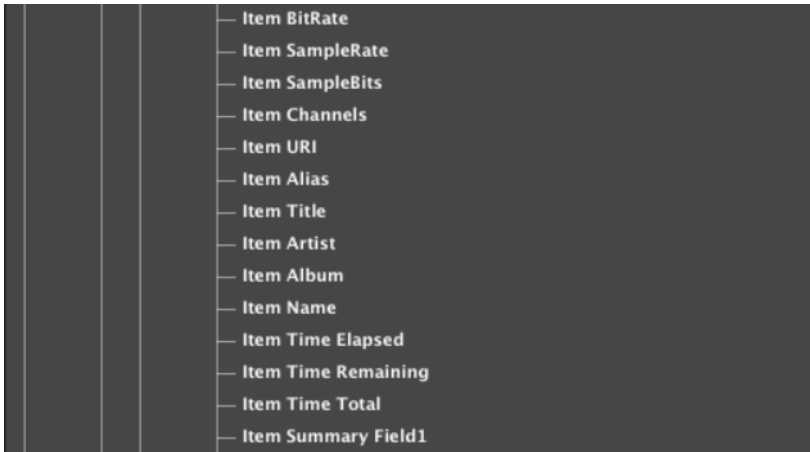 Item BitRate
Item SampleRate
Item SampleBits
Item Channels
Item URI
Item Alias
Item Title
Item Artist
Item Album
Item Name
Item Time Elapsed
Item Time Remaining
Item Time Total
Item Summary Field1